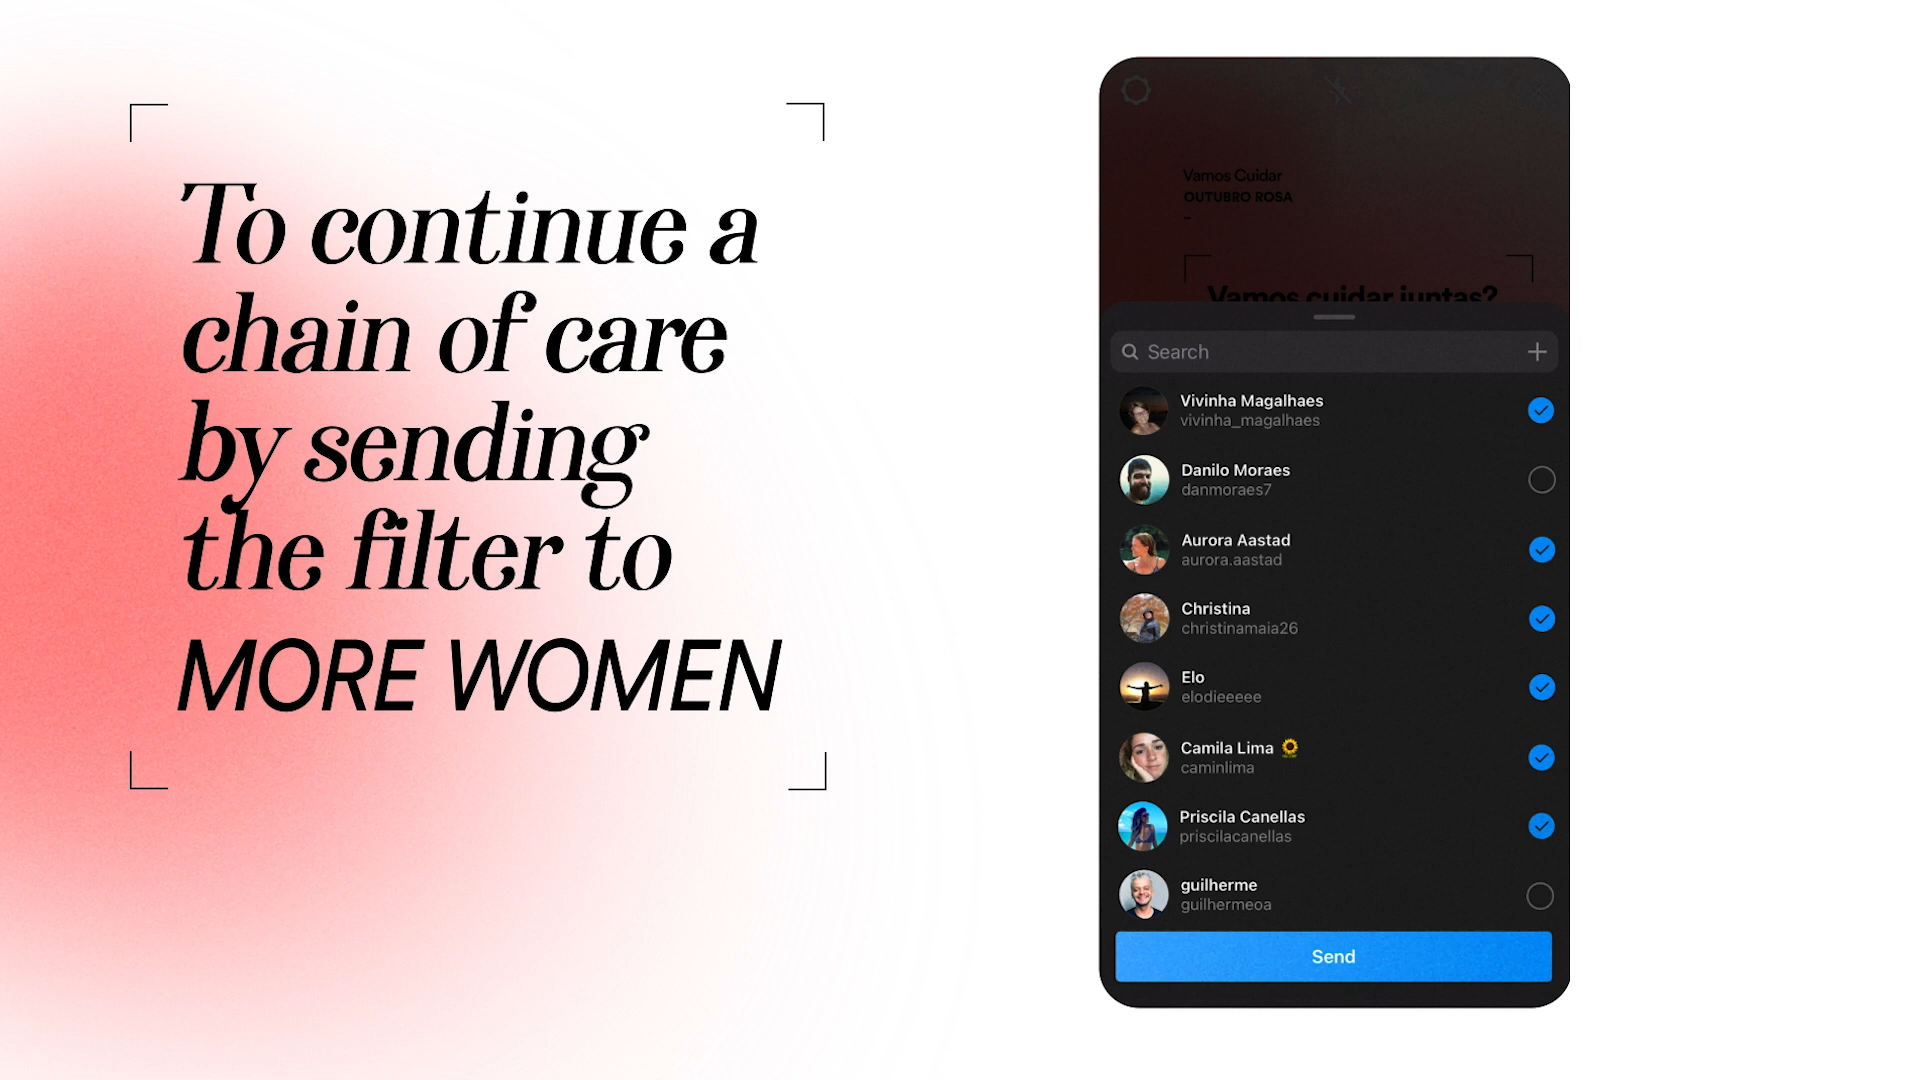 To continue a
chain of care
by sending
the filter to
MORE WOMEN
Vamos Cuidar
OUTUBRO ROSA
Vamos cuidar juntas?
Search
Vivinha Magalhaes
vivinha_magalhaes
Danilo Moraes
danmoraes7
Aurora Aastad
aurora.aastad
Christina
christinamaia26
Elo
elodieeeee
Camila Lima 🌻
caminlima
Priscila Canellas
priscilacanellas
guilherme
guilhermeoa
Send